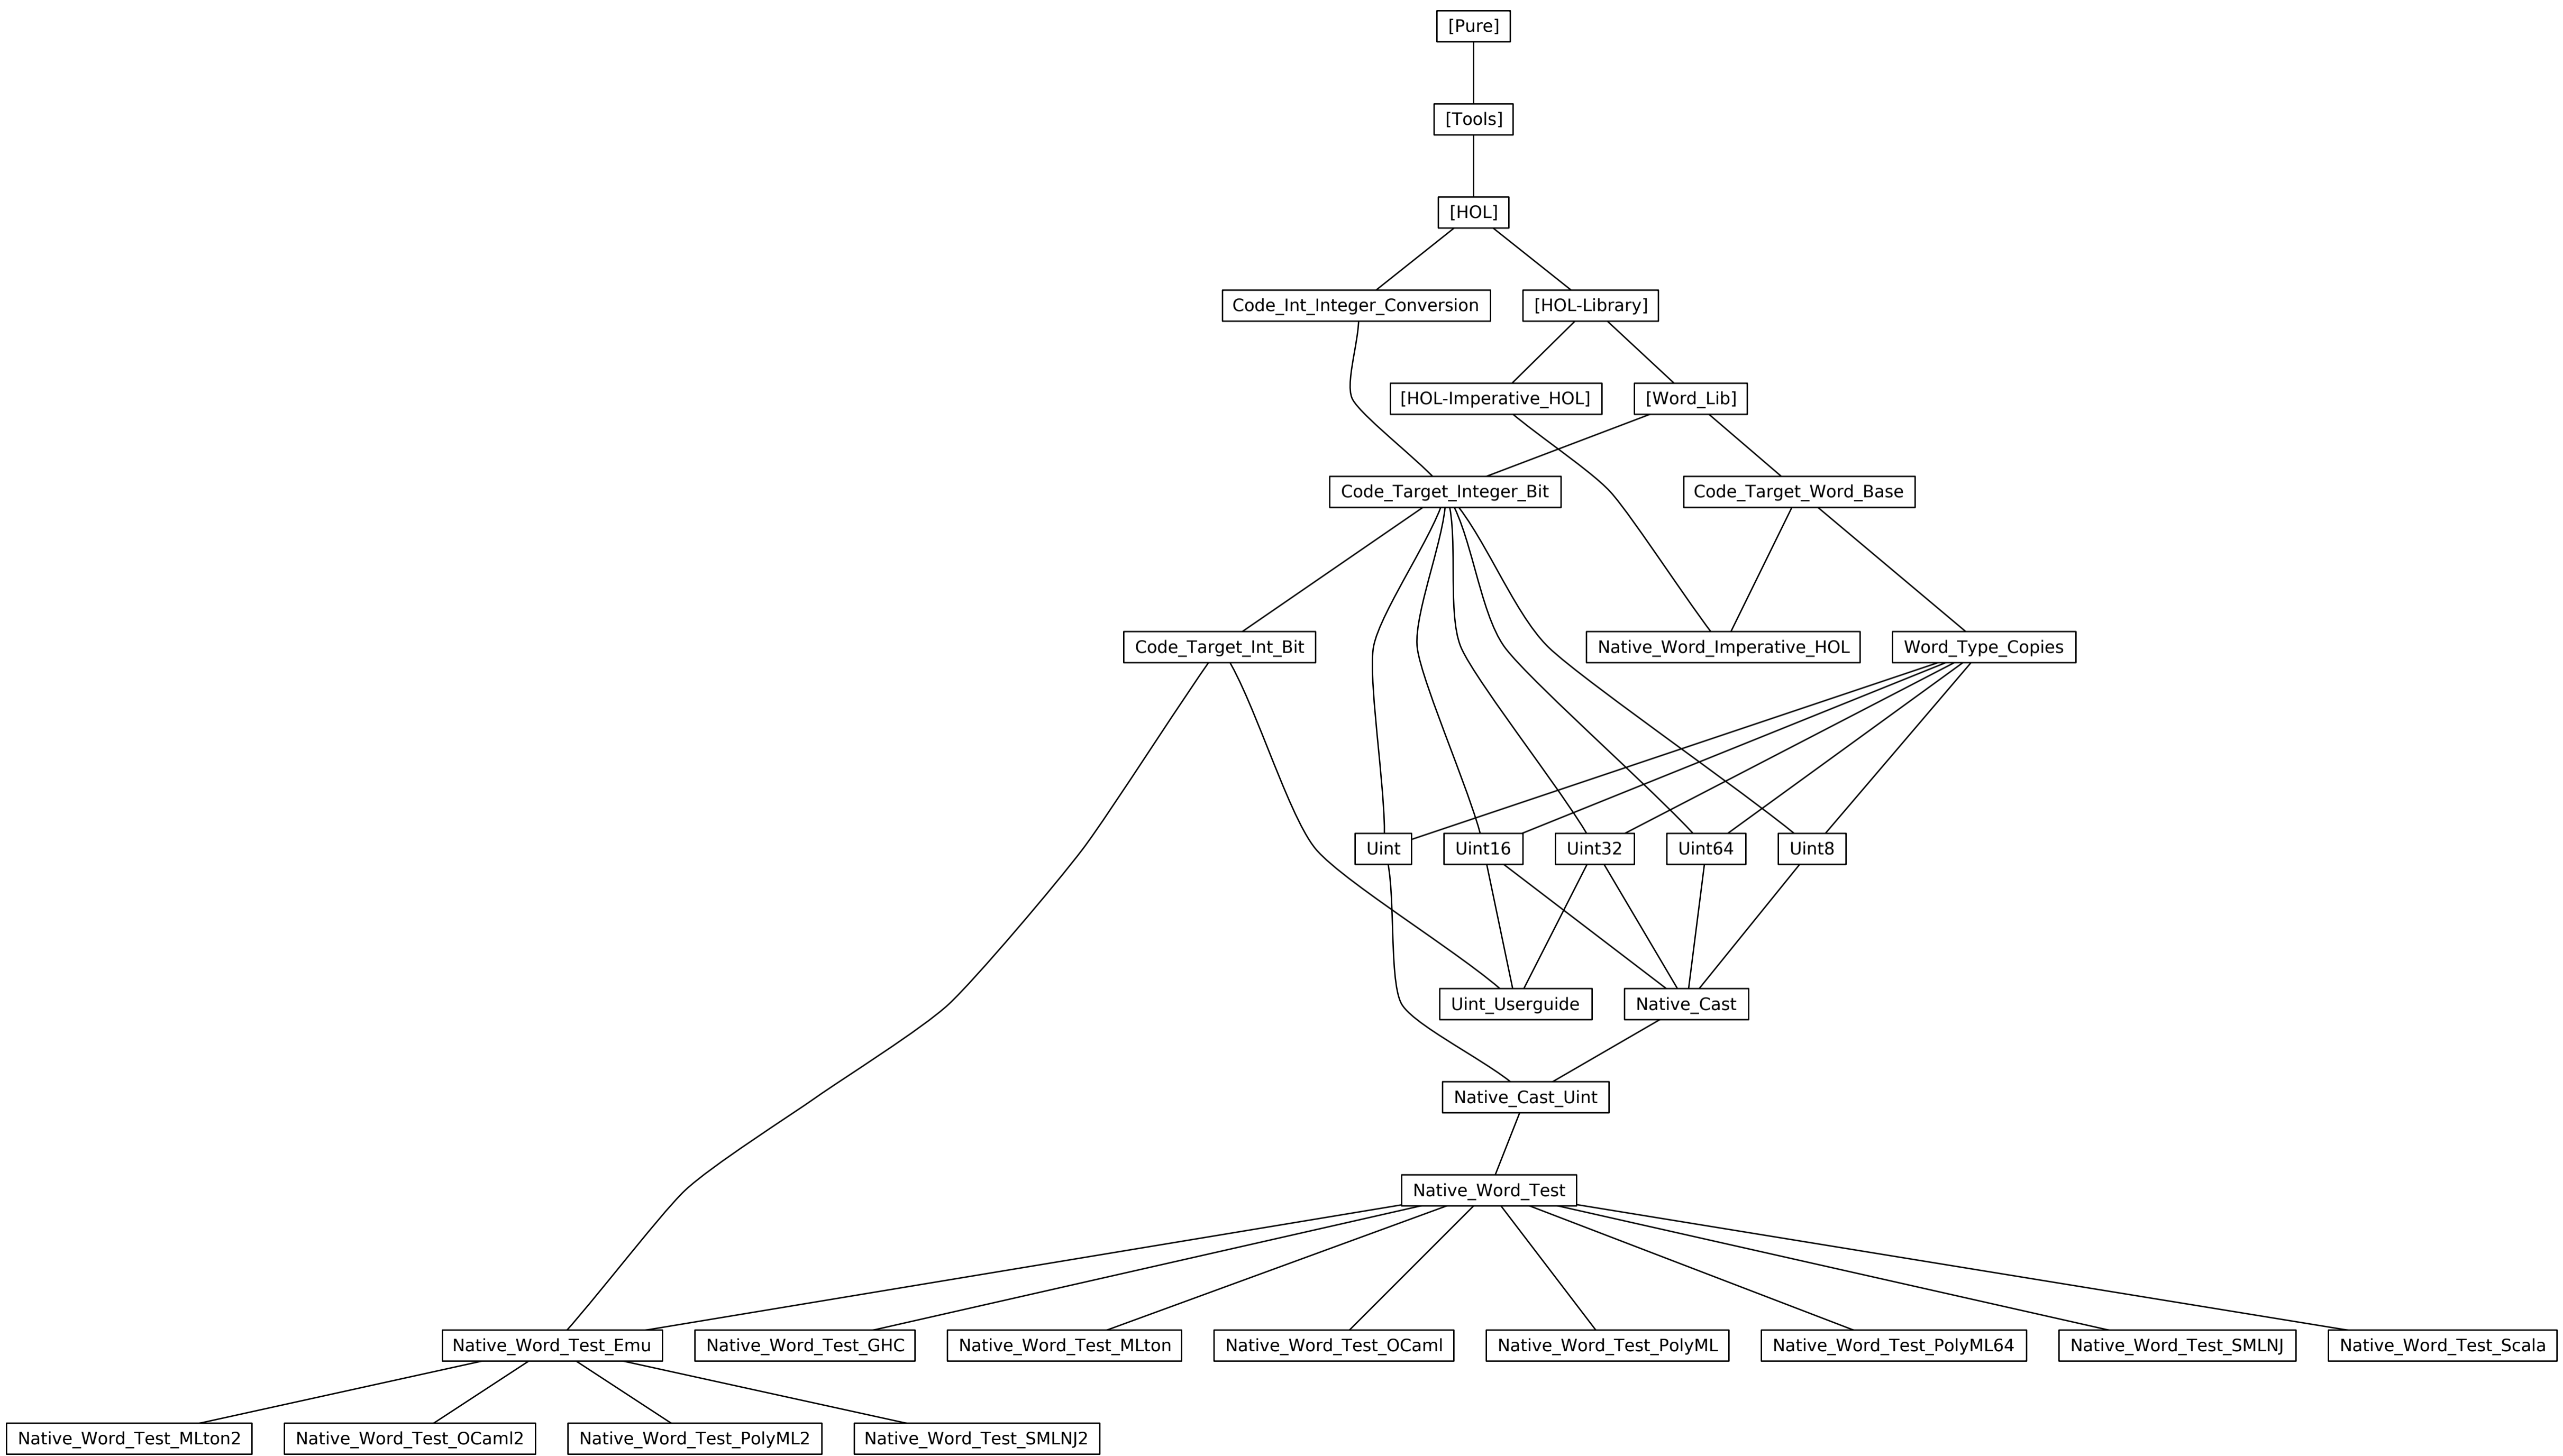 [Pure]
[Tools]
[HOL]
Code_Int_Integer_Conversion
[HOL-Library]
[HOL-Imperative_HOL]
[Word_Lib]
Code_Target_Integer_Bit
Code_Target_Word_Base
Code_Target_Int_Bit
Native_Word_Imperative_HOL
Word_Type_Copies
Uint
Uint16
Uint32
Uint64
Uint8
Uint_Userguide
Native_Cast
Native_Cast_Uint
Native_Word_Test
Native_Word_Test_Emu
Native_Word_Test_GHC
Native_Word_Test_MLton
Native_Word_Test_OCaml
Native_Word_Test_PolyML
Native_Word_Test_PolyML64
Native_Word_Test_SMLNJ
Native_Word_Test_Scala
Native_Word_Test_MLton2
Native_Word_Test_OCaml2
Native_Word_Test_PolyML2
Native_Word_Test_SMLNJ2